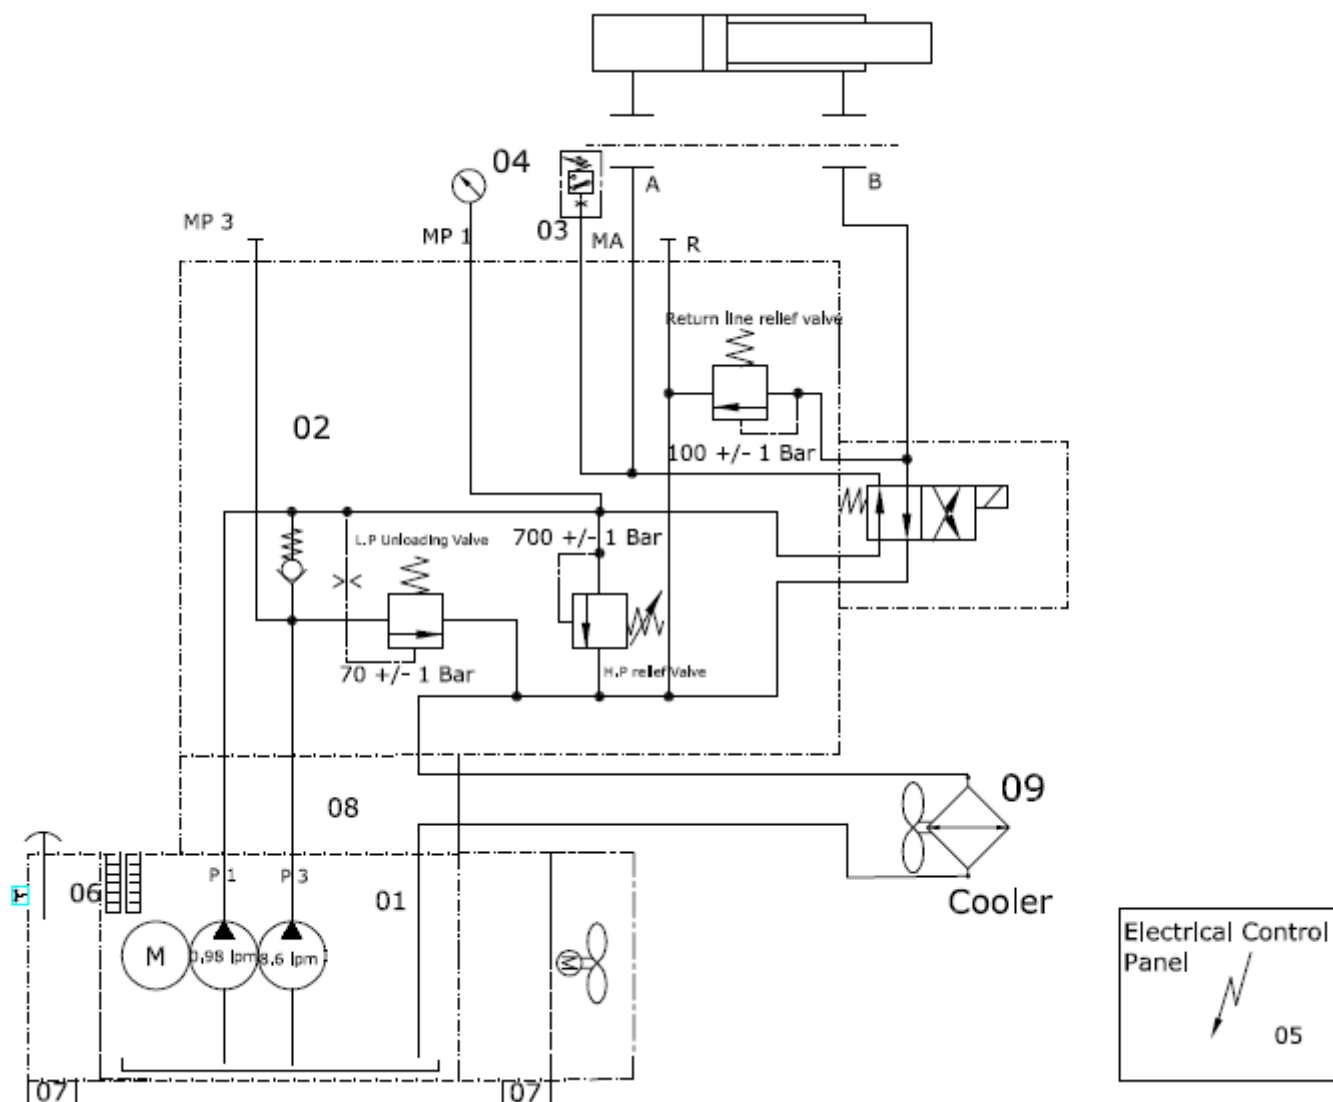 04
A
B
MP 3
MP 1
03
MA
R
Return line relief valve
02
100 +/- 1 Bar
L.P Unloading Valve
700 +/- 1 Bar
70 +/- 1 Bar
H.P relief Valve
08
09
06
P 1
P 3
01
Cooler
M
0,98 lpm
8,6 lpm
M
Electrical Control
Panel
05
07
07